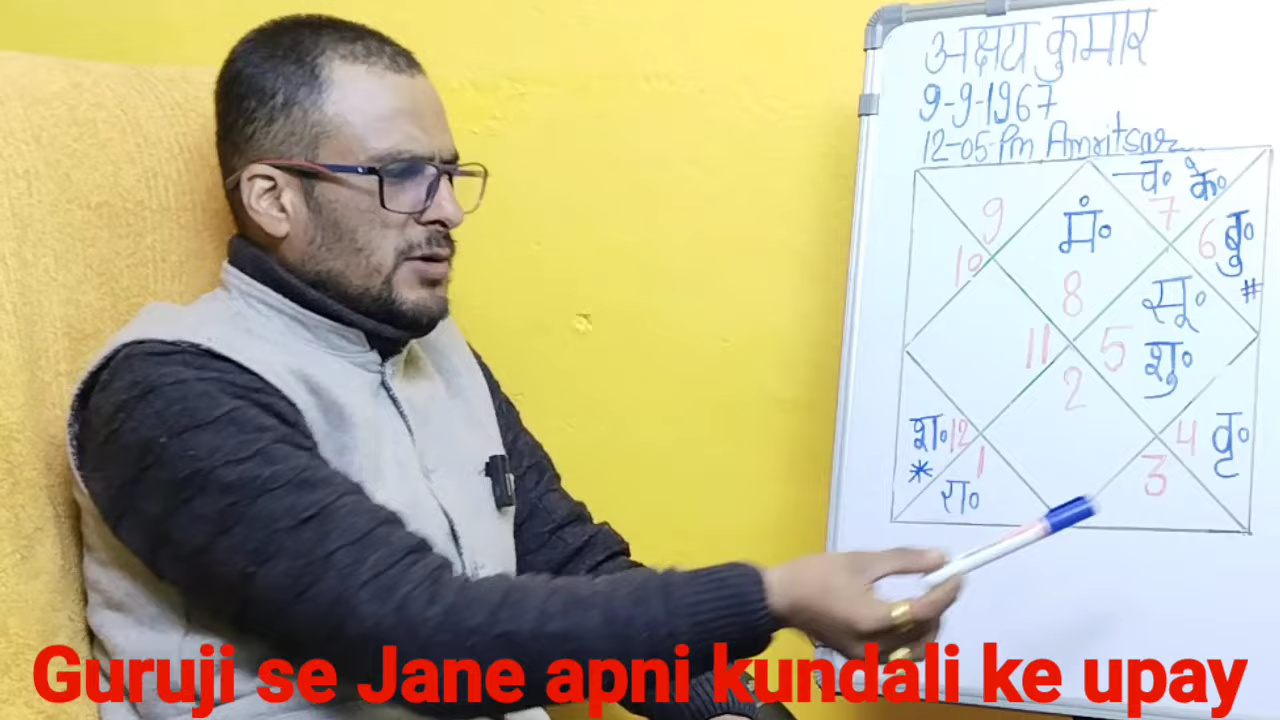 अक्षय कुमार
9-9-1967
12-05-Pm Amritsar
च० के०
9 मं० 7 6 बु०
10 8 सू० #
11 5 शु०
2
श० 12 4 वृ०
* 1 3
रा०
Guruji se Jane apni kundali ke upay